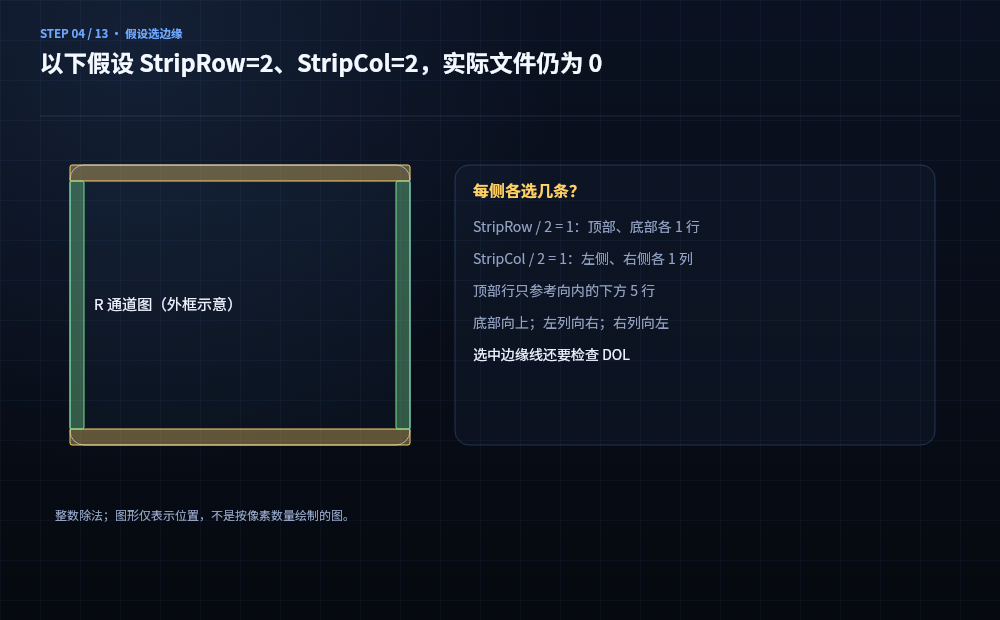 STEP 04 / 13 • 假设选边缘
以下假设 StripRow=2、StripCol=2，实际文件仍为 0
R 通道图（外框示意）
每侧各选几条？
StripRow / 2 = 1：顶部、底部各 1 行
StripCol / 2 = 1：左侧、右侧各 1 列
顶部行只参考向内的下方 5 行
底部向上；左列向右；右列向左
选中边缘线还要检查 DOL
整数除法；图形仅表示位置，不是按像素数量绘制的图。